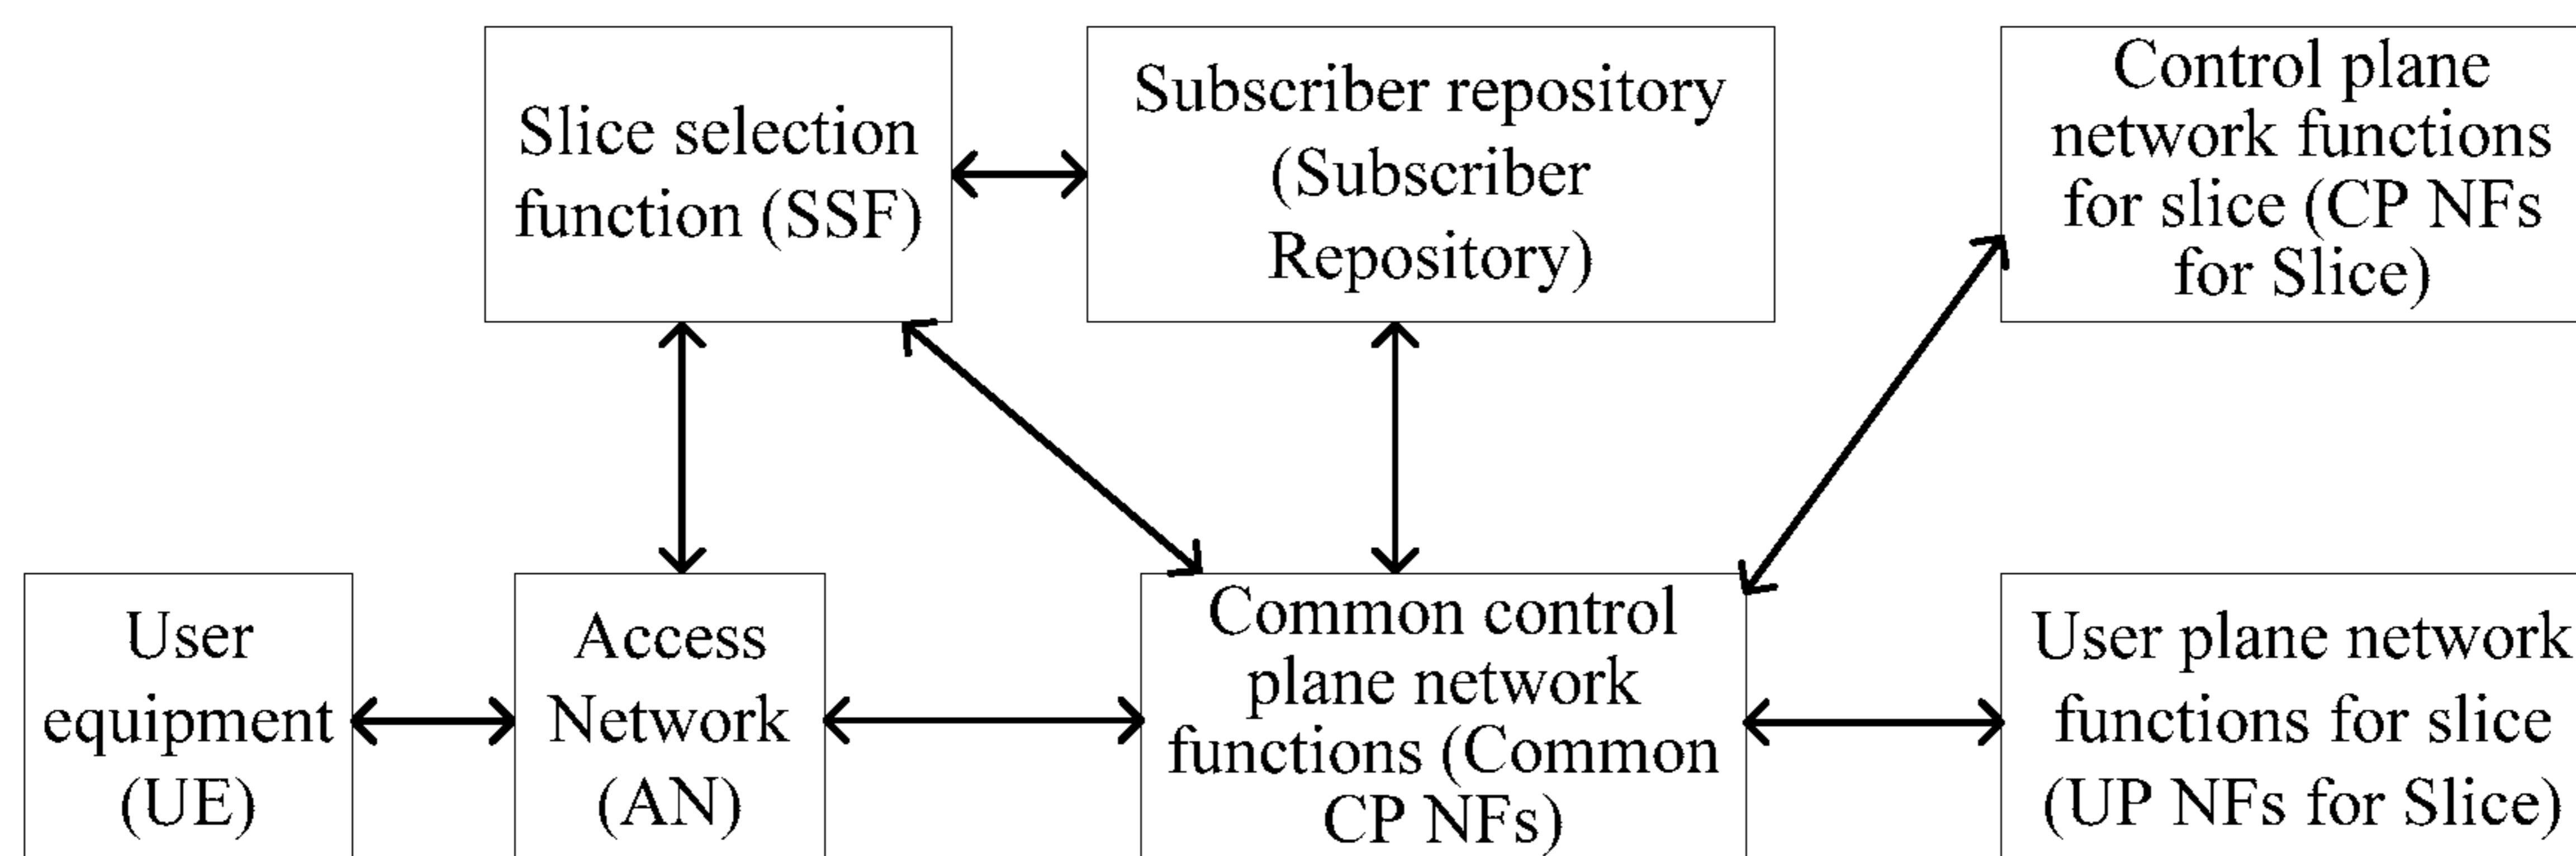 Slice selection
function (SSF)
Subscriber repository
(Subscriber
Repository)
Control plane
network functions
for slice (CP NFs
for Slice)
User
equipment
(UE)
Access
Network
(AN)
Common control
plane network
functions (Common
CP NFs)
User plane network
functions for slice
(UP NFs for Slice)